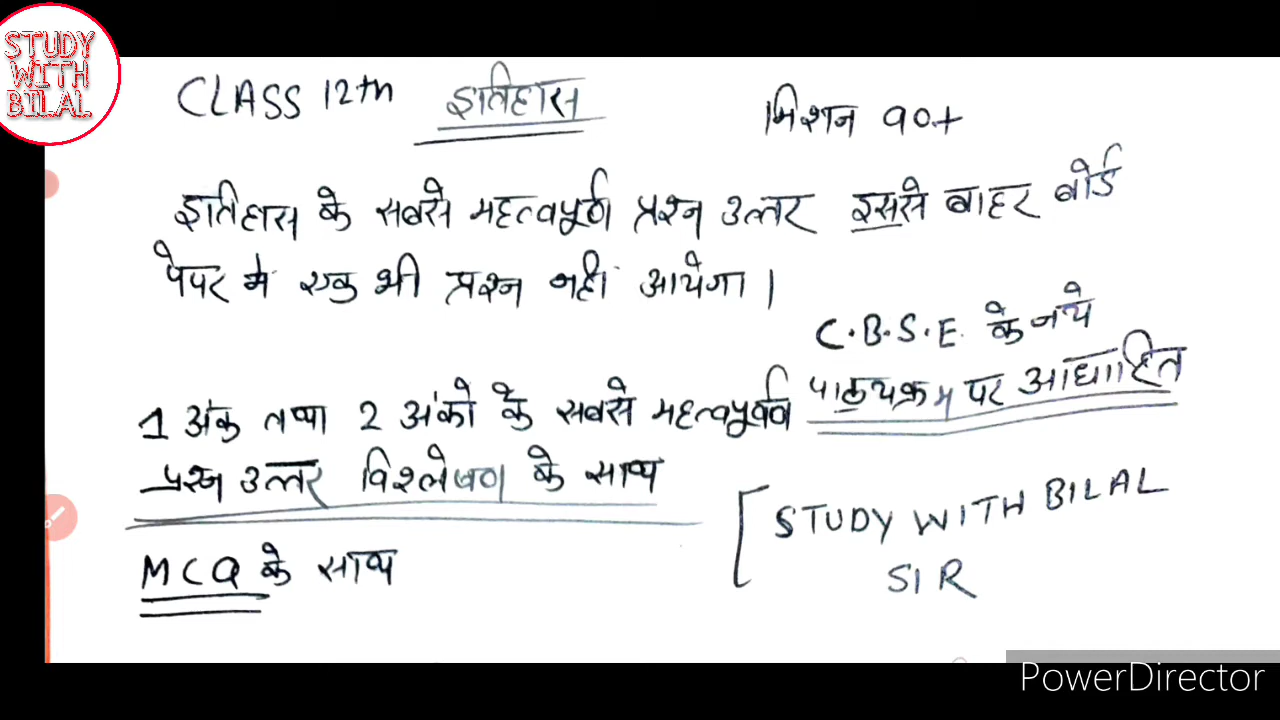 STUDY
WITH
BILAL
CLASS 12th इतिहास
मिशन 90+
इतिहास के सबसे महत्वपूर्ण प्रश्न उत्तर इससे बाहर बोर्ड
पेपर मे एक भी प्रश्न नही आयेगा।
C.B.S.E. के नये
पाठयक्रम पर आधारित
1 अंक तथा 2 अंको के सबसे महत्वपूर्वण
प्रश्न उत्तर विश्लेषण के साथ
MCQ के साथ
STUDY WITH BILAL
SIR
PowerDirector